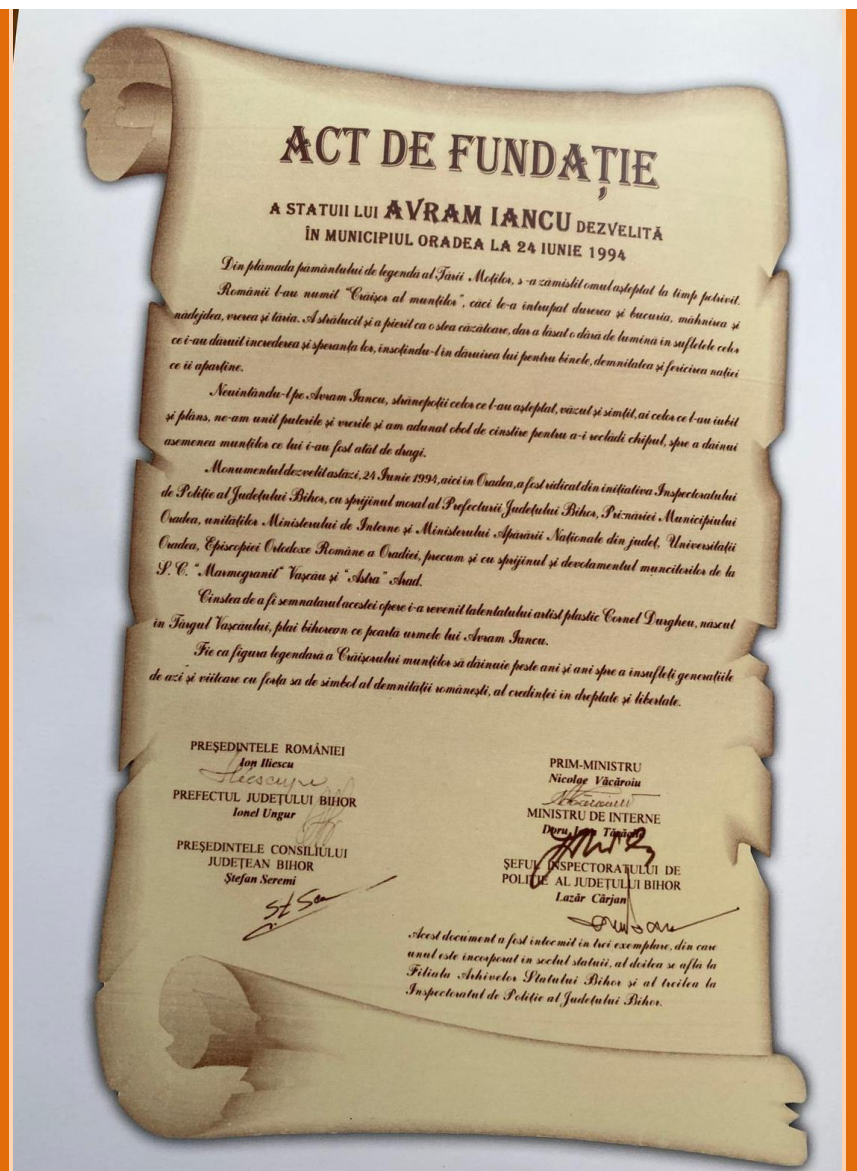 ACT DE FUNDAȚIE
A STATUII LUI AVRAM IANCU DEZVELITĂ
ÎN MUNICIPIUL ORADEA LA 24 IUNIE 1994
Din plămada pământului de legendă al Țării Moților, s-a zămislit omul așteptat la timp potrivit.
Românii l-au numit "Crăișor al munților", căci le-a întrupat durerea și bucuria, mâhnirea și
nădejdea, vrerea și tăria. A strălucit și a pierit ca o stea căzătoare, dar a lăsat o dâră de lumină în sufletele celor
ce i-au dăruit increderea și speranța lor, însoțindu-l în dăruirea lui pentru binele, demnitatea și fericirea nației
ce îi aparține.
Neuintându-l pe Avram Iancu, strănepoții celor ce l-au așteptat, văzut și simțit, ai celor ce l-au iubit
și plâns, ne-am unit puterile și vrerile și am adunat obol de cinstire pentru a-i reclădi chipul, spre a dainui
asemenea munților ce lui i-au fost atât de dragi.
Monumentul dezvelit astăzi, 24 Iunie 1994, aici în Oradea, a fost ridicat din inițiativa Inspectoratului
de Poliție al Județului Bihor, cu sprijinul moral al Prefecturii Județului Bihor, Primăriei Municipiului
Oradea, unităților Ministerului de Interne și Ministerului Apărării Naționale din județ, Universității
Oradea, Episcopiei Ortodoxe Române a Oradiei, precum și cu sprijinul și devotamentul muncitorilor de la
S. C. "Marmogranit" Vașcău și "Astra" Arad.
Cinstea de a fi semnatarul acestei opere i-a revenit talentatului artist plastic Cornel Durgheu, născut
în Târgul Vașcăului, plai bihorean ce poartă urmele lui Avram Iancu.
Fie ca figura legendară a Crăișorului munților să dăinuie peste ani și ani spre a insufleți generațiile
de azi și viitoare cu forța sa de simbol al demnității românești, al credinței în dreptate și libertate.
PREȘEDINTELE ROMÂNIEI
Ion Iliescu
PREFECTUL JUDEȚULUI BIHOR
Ionel Ungur
PREȘEDINTELE CONSILIULUI
JUDEȚEAN BIHOR
Ștefan Seremi
PRIM-MINISTRU
Nicolae Văcăroiu
MINISTRU DE INTERNE
Doru
ȘEFUL INSPECTORATULUI DE
POLIȚIE AL JUDEȚULUI BIHOR
Lazăr Cârjan
Acest document a fost întocmit în trei exemplare, din care
unul este incorporat în soclul statuii, al doilea se află la
Filiala Arhivelor Statului Bihor și al treilea la
Inspectoratul de Poliție al Județului Bihor.